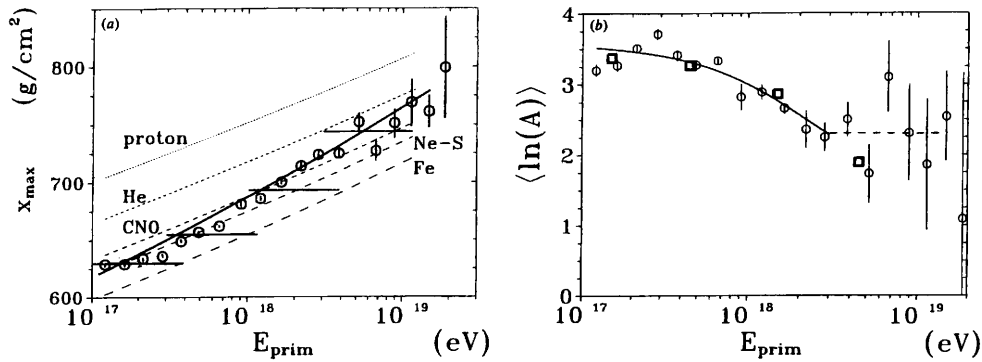 (a)
x_max (g/cm²)
800
700
600
proton
He
CNO
Ne-S
Fe
10^17
10^18
10^19
E_prim (eV)
(b)
⟨ln(A)⟩
4
3
2
1
0
10^17
10^18
10^19
E_prim (eV)